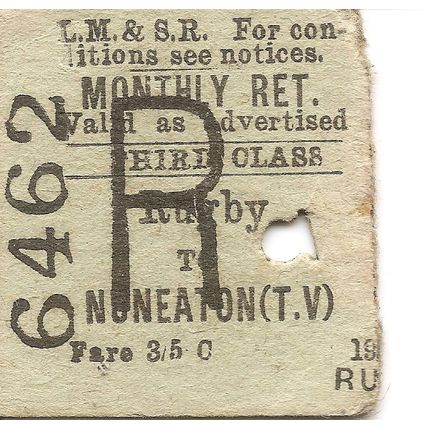 L.M. & S.R. For con-
ditions see notices.
MONTHLY RET.
Valid as advertised
THIRD CLASS
Rugby
TO
NUNEATON (T.V)
Fare 3/5 C
19
RU
6462
R